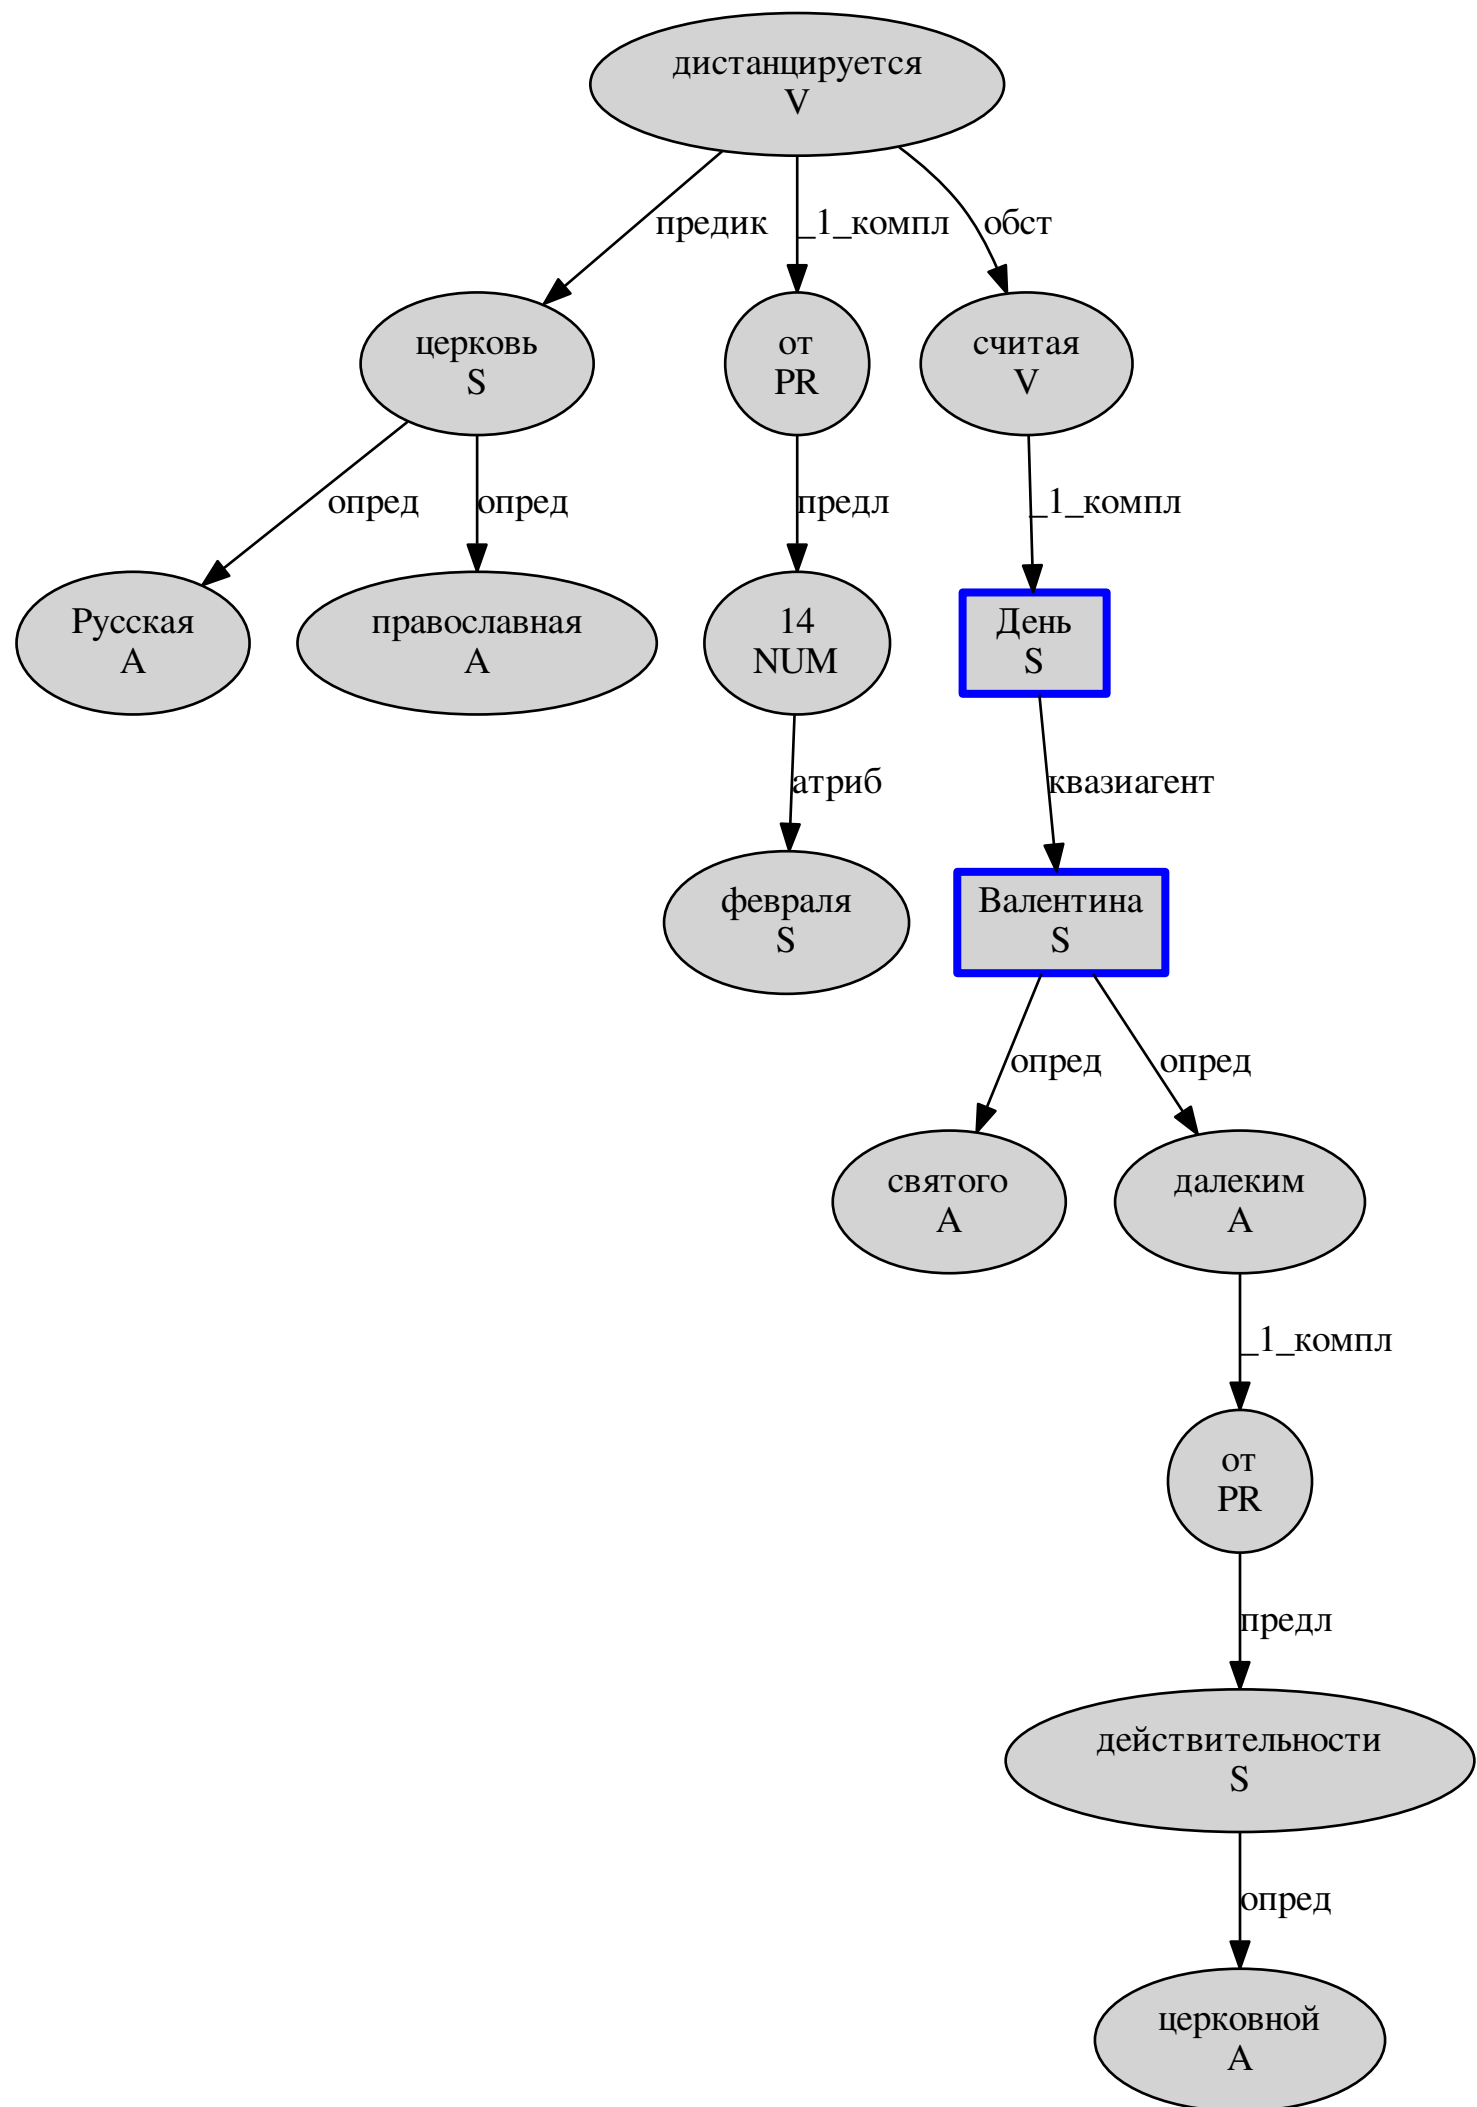 дистанцируется
V
предик
_1_компл
обст
церковь
S
от
PR
считая
V
опред
опред
предл
_1_компл
Русская
A
православная
A
14
NUM
День
S
атриб
квазиагент
февраля
S
Валентина
S
опред
опред
святого
A
далеким
A
_1_компл
от
PR
предл
действительности
S
опред
церковной
A